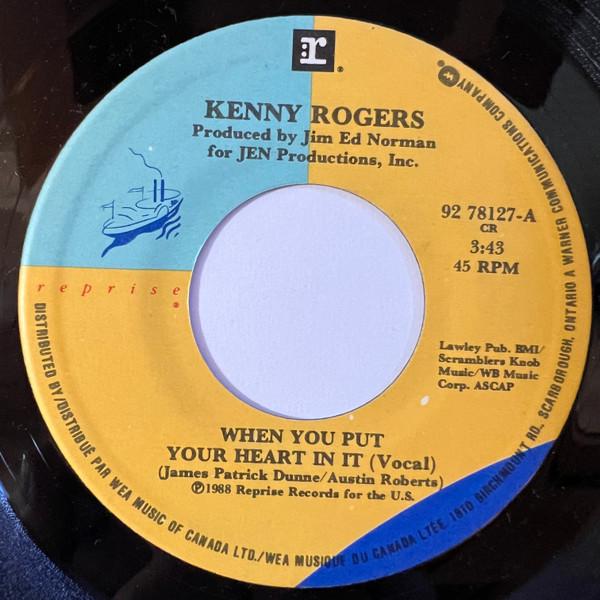 r
KENNY ROGERS
Produced by Jim Ed Norman
for JEN Productions, Inc.
92 78127-A
CR
3:43
45 RPM
reprise
®
Lawley Pub. BMI/
Scramblers Knob
Music/WB Music
Corp. ASCAP
WHEN YOU PUT
YOUR HEART IN IT (Vocal)
(James Patrick Dunne/Austin Roberts)
℗1988 Reprise Records for the U.S.
DISTRIBUTED BY/DISTRIBUÉ PAR WEA MUSIC OF CANADA LTD./WEA MUSIQUE DU CANADA LTÉE. 1810 BIRCHMOUNT RD., SCARBOROUGH, ONTARIO A WARNER COMMUNICATIONS COMPANY